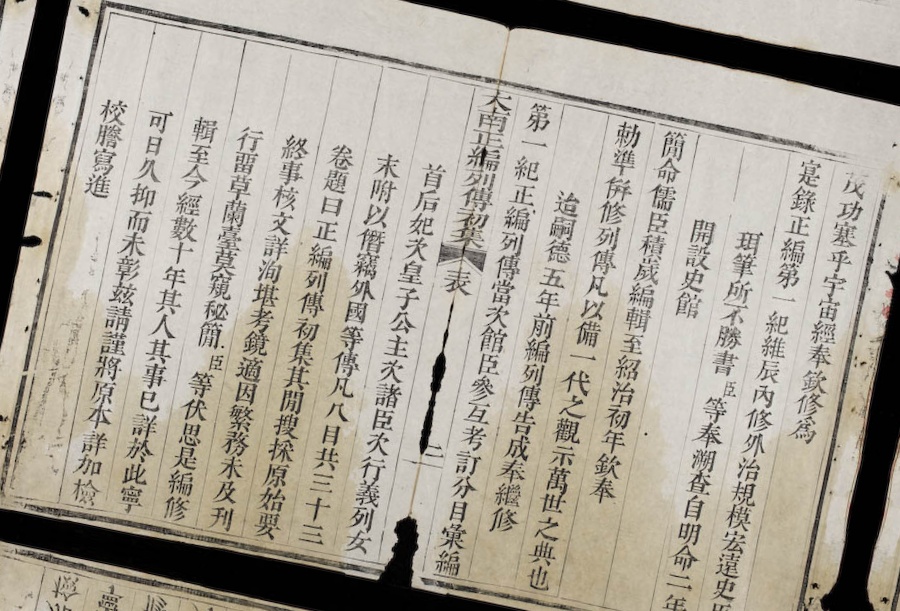 茂功塞乎宇宙經奉欽修為
寔錄正編第一紀維辰內修外治規模宏遠史臣
珥筆所不勝書臣等奉溯查自明命二年
開設史館
簡命儒臣積歲編輯至紹治初年欽奉
勅準併修列傳凡以備一代之觀示萬世之典也
迨嗣德五年前編列傳告成奉繼修
第一紀正編列傳當次館臣參互考訂分目彙編
大南正編列傳初集 表 二
首后妃次皇子公主次諸臣次行義列女
末附以僭竊外國等傳凡八目共三十三
卷題曰正編列傳初集其間搜採原始要
終事核文詳洵堪考鏡適因繁務未及刊
行留草蘭臺莫窺秘簡臣等伏思是編修
輯至今經數十年其人其事已詳於此寧
可日久抑而未彰玆請謹將原本詳加檢
校謄寫進